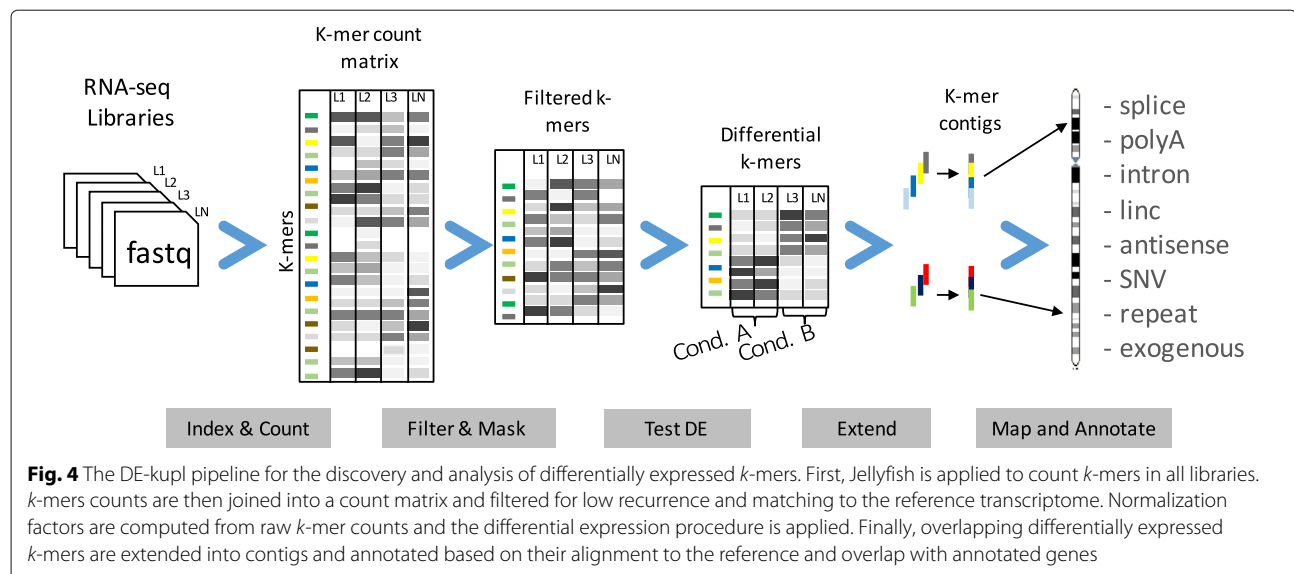 RNA-seq
Libraries
L1
L2
L3
LN
fastq
K-mer count
matrix
L1 L2 L3 LN
K-mers
Filtered k-
mers
L1 L2 L3 LN
Differential
k-mers
L1 L2 L3 LN
Cond. A
Cond. B
K-mer
contigs
- splice
- polyA
- intron
- linc
- antisense
- SNV
- repeat
- exogenous
Index & Count
Filter & Mask
Test DE
Extend
Map and Annotate
Fig. 4 The DE-kupl pipeline for the discovery and analysis of differentially expressed k-mers. First, Jellyfish is applied to count k-mers in all libraries.
k-mers counts are then joined into a count matrix and filtered for low recurrence and matching to the reference transcriptome. Normalization
factors are computed from raw k-mer counts and the differential expression procedure is applied. Finally, overlapping differentially expressed
k-mers are extended into contigs and annotated based on their alignment to the reference and overlap with annotated genes